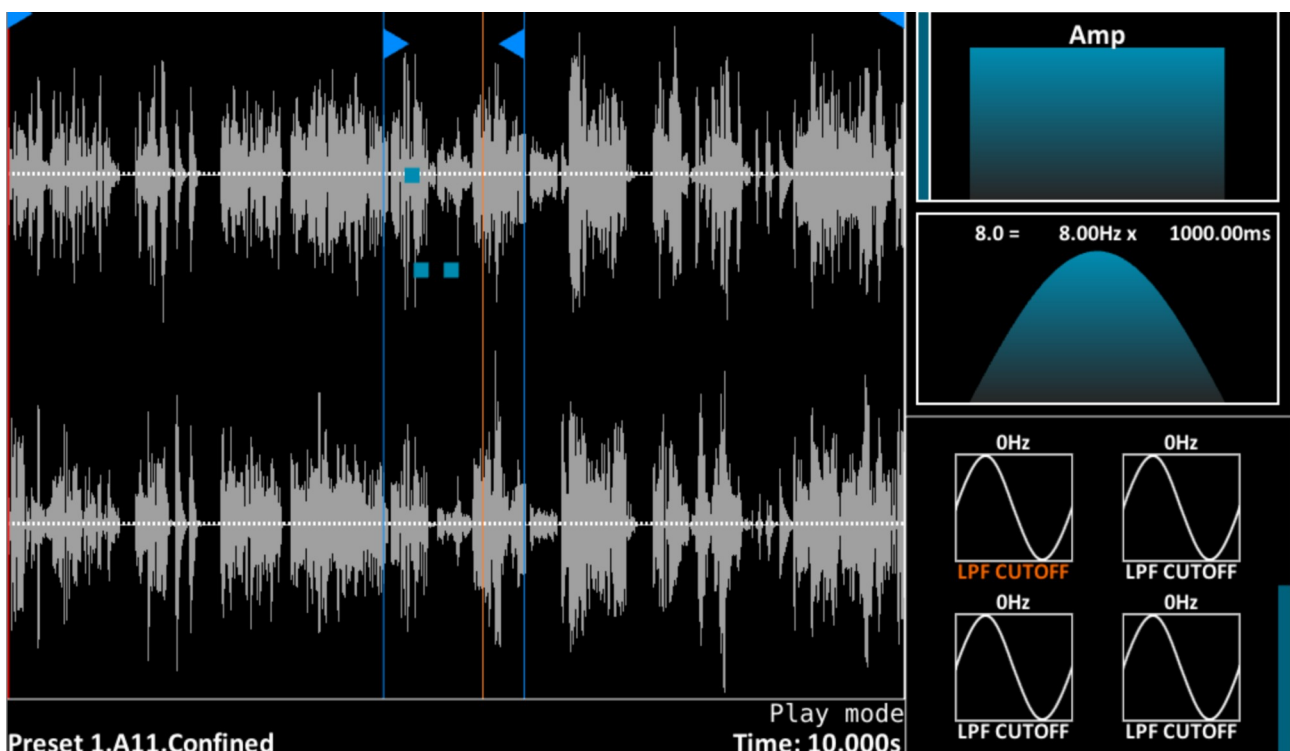 Amp
8.0 = 8.00Hz x 1000.00ms
0Hz 0Hz
LPF CUTOFF LPF CUTOFF
0Hz 0Hz
LPF CUTOFF LPF CUTOFF
Play mode
Preset 1.A11.Confined Time: 10.000s